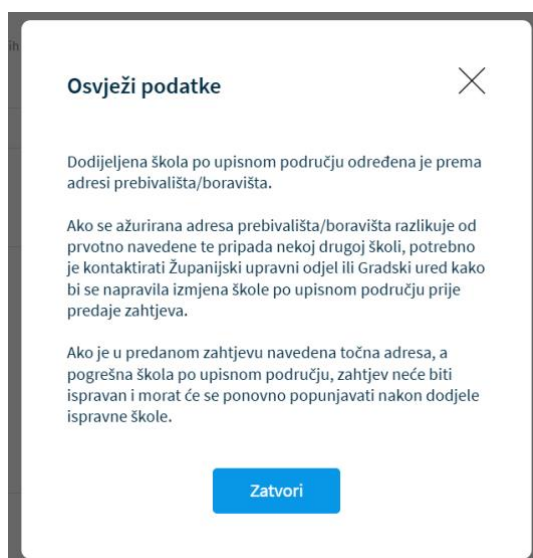 ih
Osvježi podatke
Dodijeljena škola po upisnom području određena je prema
adresi prebivališta/boravišta.
Ako se ažurirana adresa prebivališta/boravišta razlikuje od
prvotno navedene te pripada nekoj drugoj školi, potrebno
je kontaktirati Županijski upravni odjel ili Gradski ured kako
bi se napravila izmjena škole po upisnom području prije
predaje zahtjeva.
Ako je u predanom zahtjevu navedena točna adresa, a
pogrešna škola po upisnom području, zahtjev neće biti
ispravan i morat će se ponovno popunjavati nakon dodjele
ispravne škole.
Zatvori